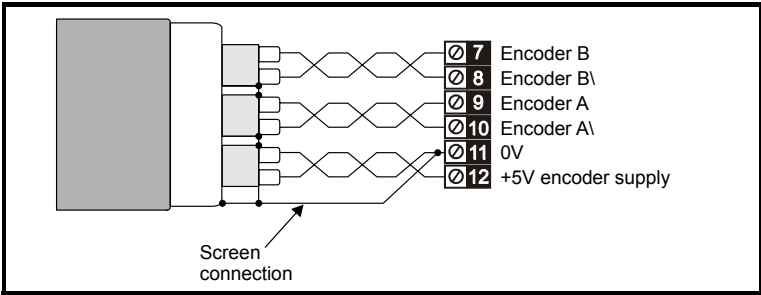 7 Encoder B
8 Encoder B\
9 Encoder A
10 Encoder A\
11 0V
12 +5V encoder supply
Screen
connection